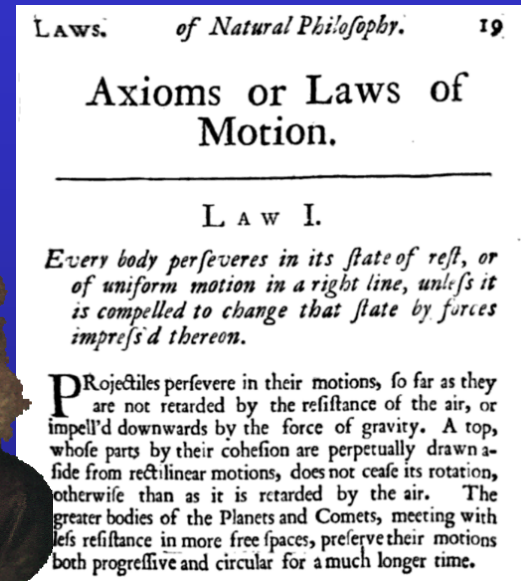 LAWS. of Natural Philoſophy. 19
Axioms or Laws of
Motion.
LAW I.
Every body perſeveres in its ſtate of reſt, or
of uniform motion in a right line, unleſs it
is compelled to change that ſtate by forces
impreſs'd thereon.
PRojectiles perſevere in their motions, ſo far as they
are not retarded by the reſiſtance of the air, or
impell'd downwards by the force of gravity. A top,
whoſe parts by their coheſion are perpetually drawn a-
ſide from rectilinear motions, does not ceaſe its rotation,
otherwiſe than as it is retarded by the air. The
greater bodies of the Planets and Comets, meeting with
leſs reſiſtance in more free ſpaces, preſerve their motions
both progreſſive and circular for a much longer time.